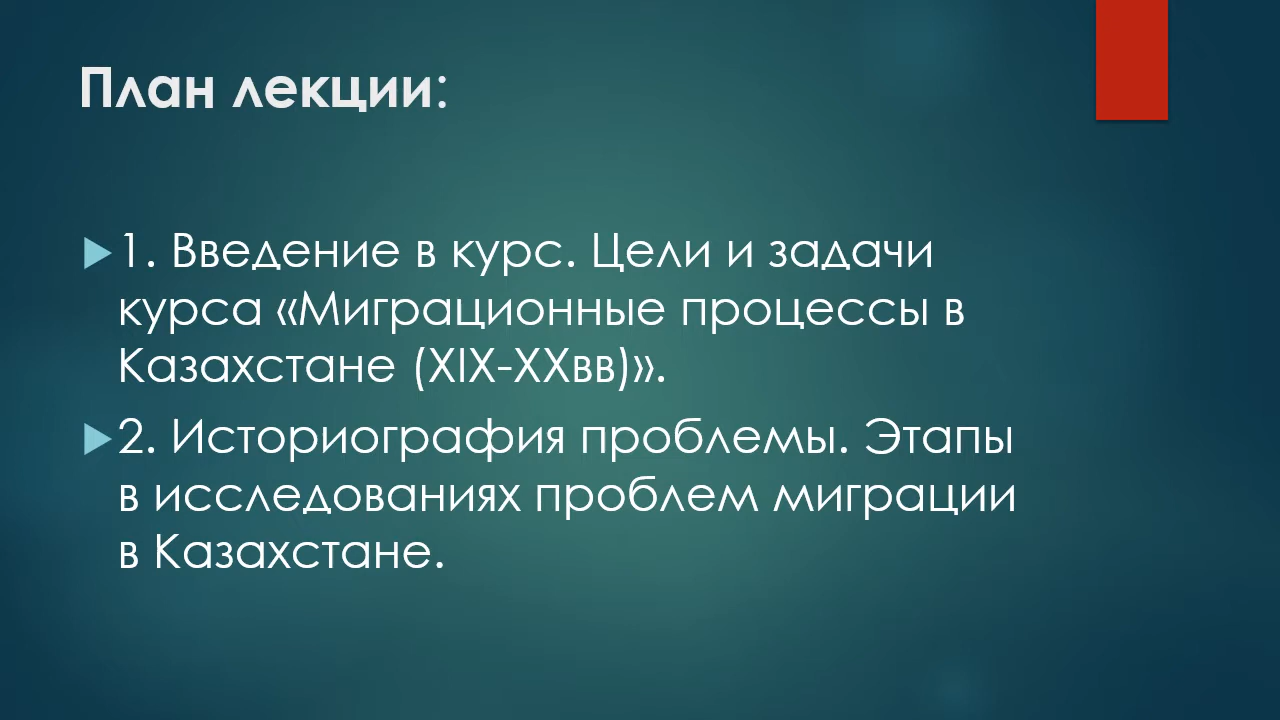 План лекции:
1. Введение в курс. Цели и задачи
курса «Миграционные процессы в
Казахстане (XIX-XXвв)».
2. Историография проблемы. Этапы
в исследованиях проблем миграции
в Казахстане.